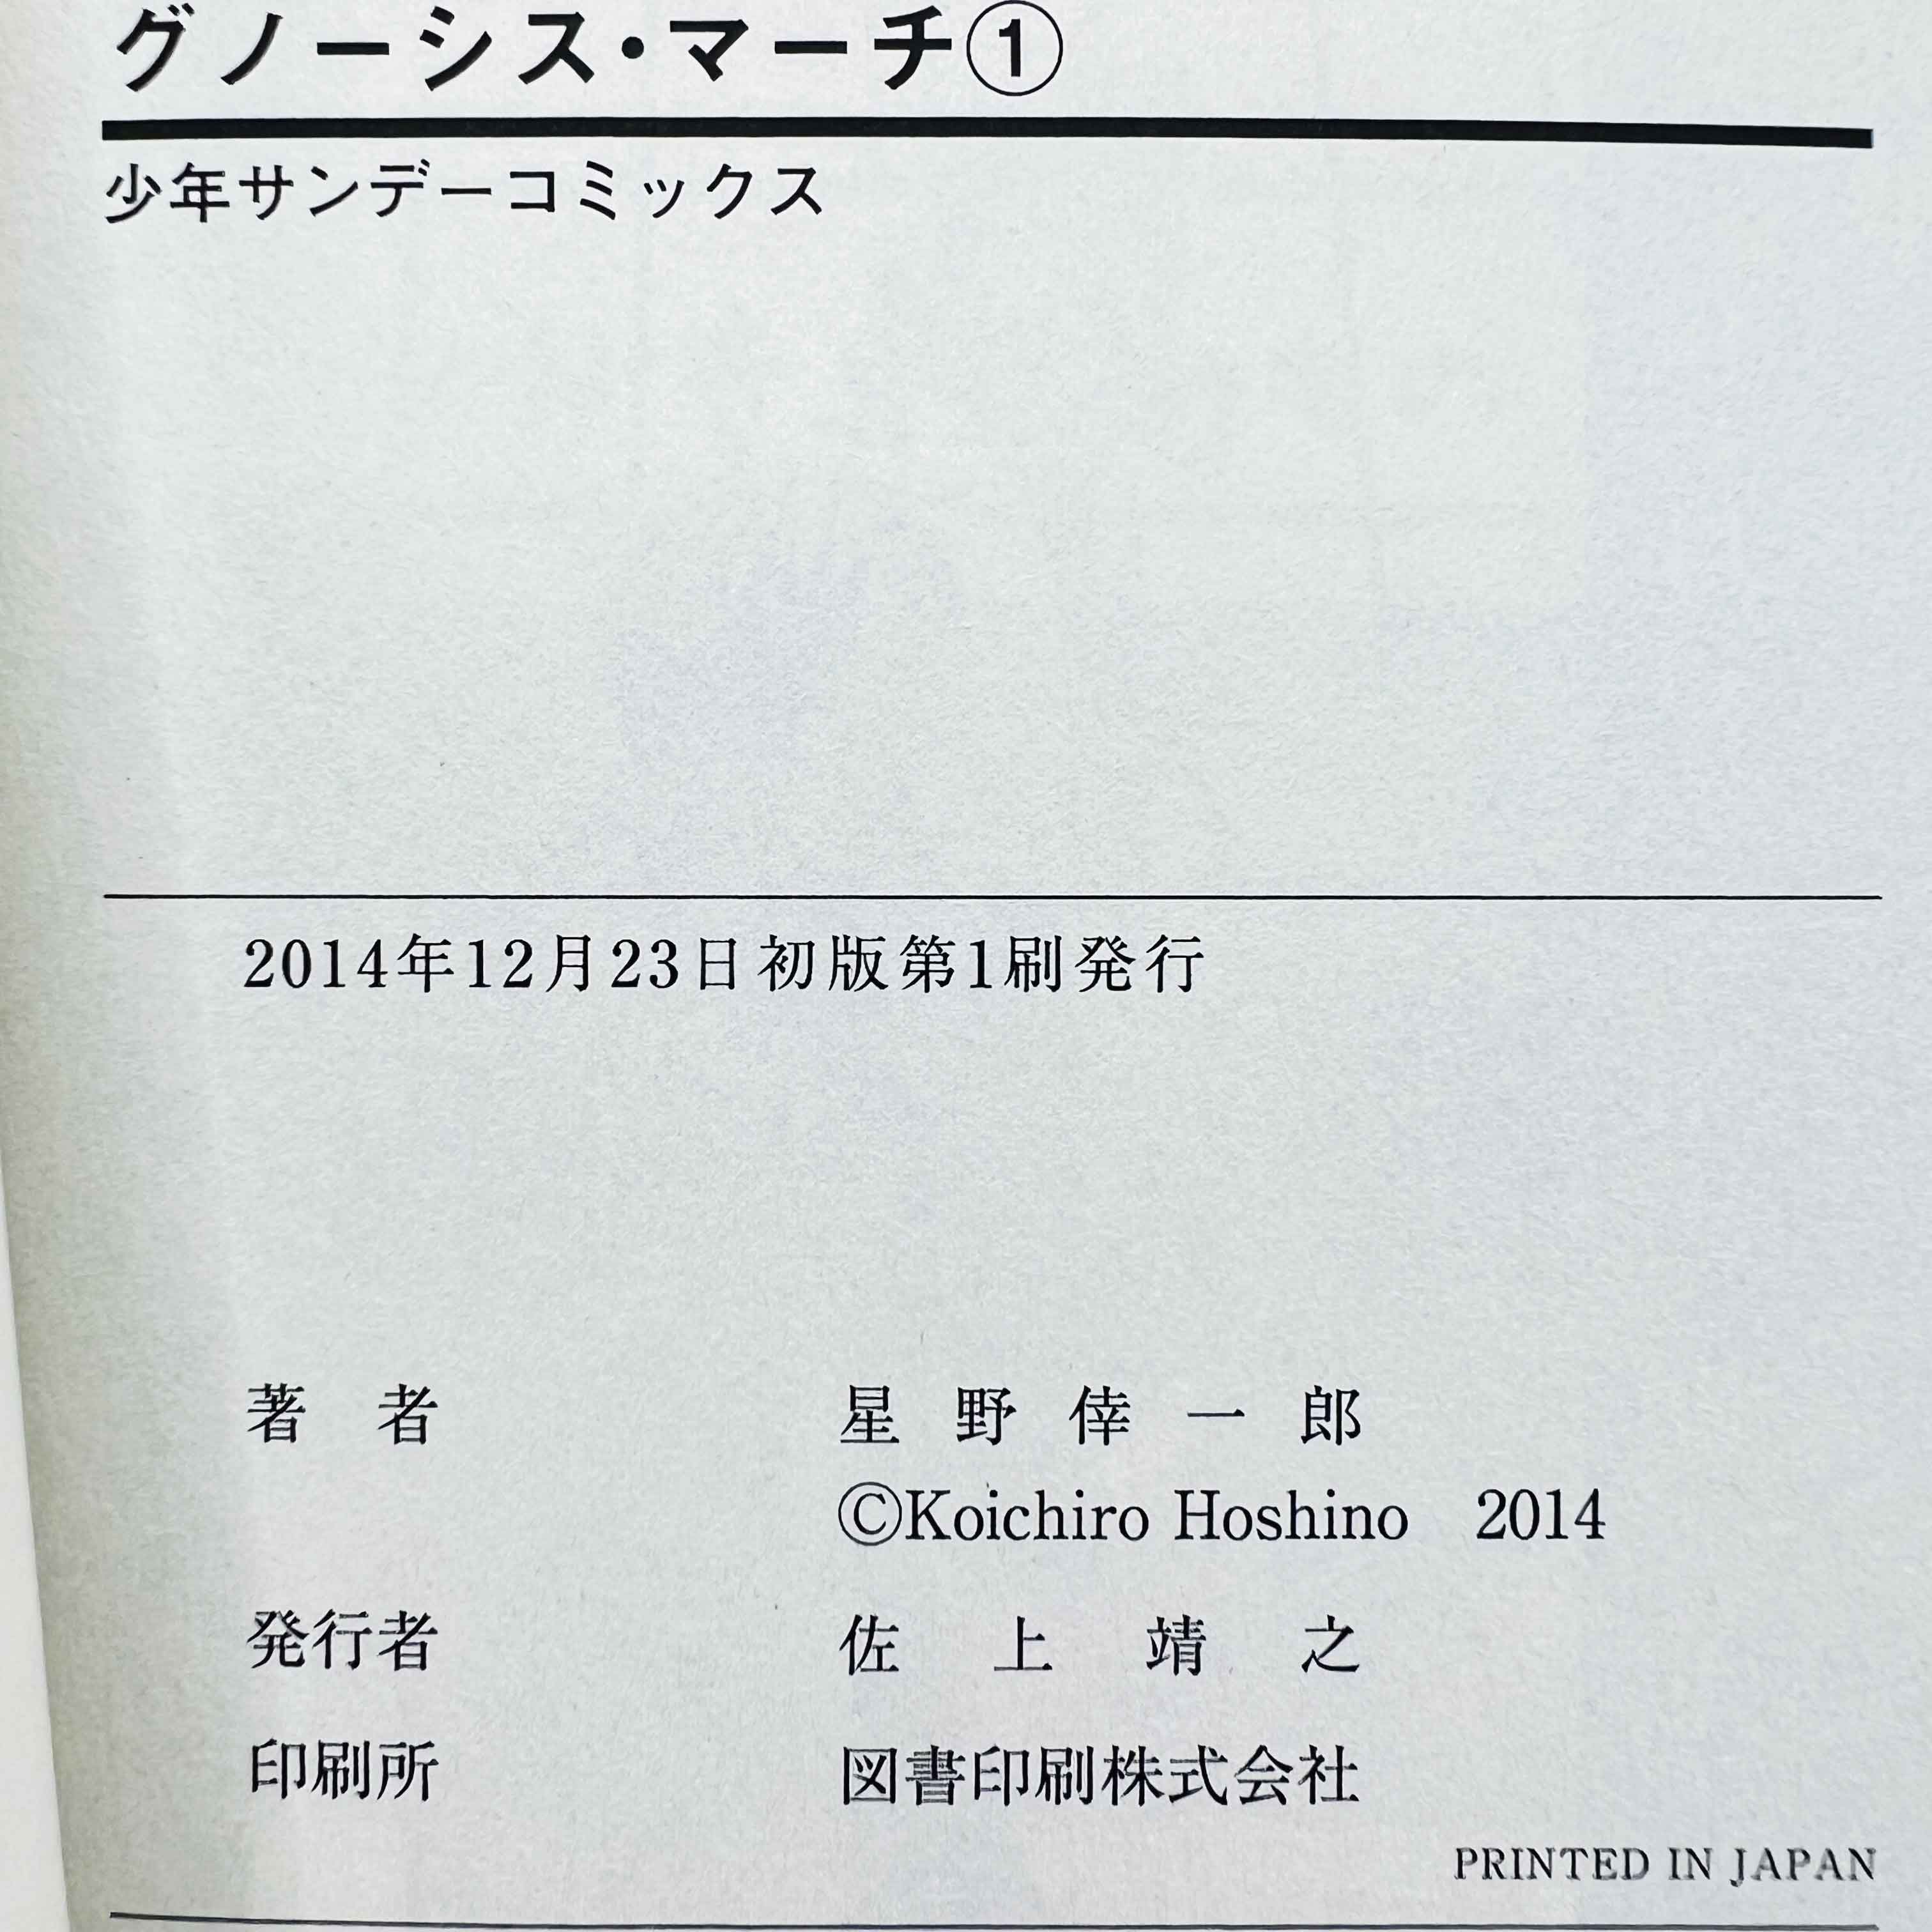 グノーシス・マーチ①
少年サンデーコミックス
2014年12月23日初版第1刷発行
著 者 星野倖一郎
©Koichiro Hoshino 2014
発行者 佐上靖之
印刷所 図書印刷株式会社
PRINTED IN JAPAN